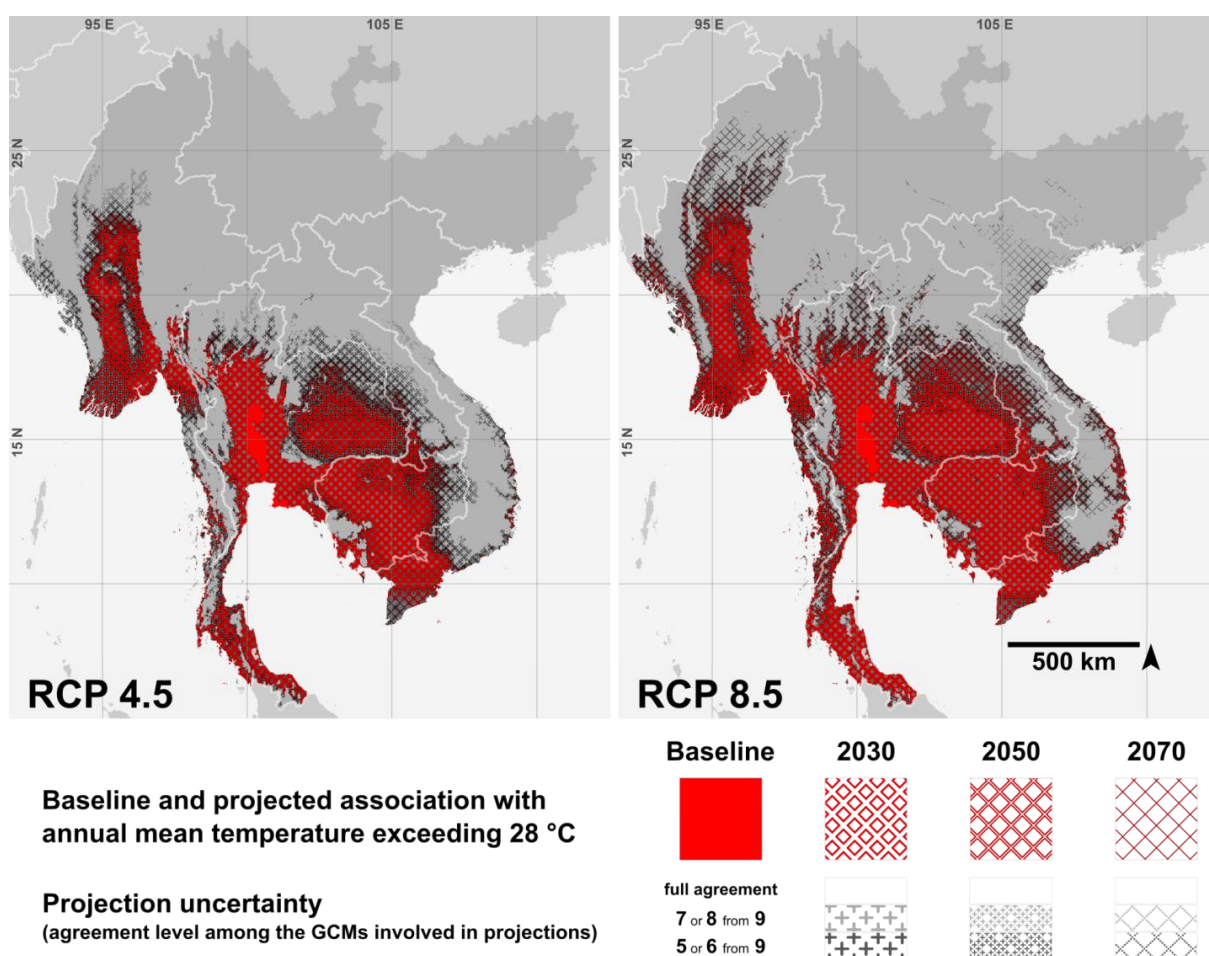 95 E
105 E
95 E
105 E
25 N
25 N
15 N
15 N
500 km
RCP 4.5
RCP 8.5
Baseline
2030
2050
2070
Baseline and projected association with
annual mean temperature exceeding 28 °C
Projection uncertainty
(agreement level among the GCMs involved in projections)
full agreement
7 or 8 from 9
5 or 6 from 9